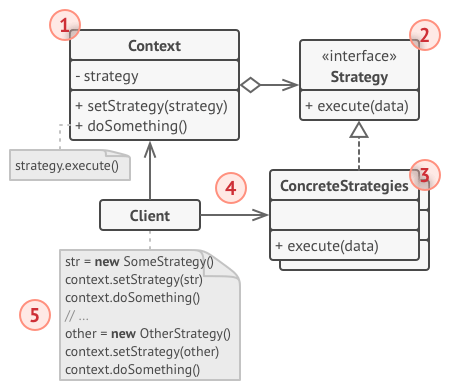 1
Context
- strategy
+ setStrategy(strategy)
+ doSomething()
2
«interface»
Strategy
+ execute(data)
strategy.execute()
3
ConcreteStrategies
+ execute(data)
4
Client
5
str = new SomeStrategy()
context.setStrategy(str)
context.doSomething()
// ...
other = new OtherStrategy()
context.setStrategy(other)
context.doSomething()